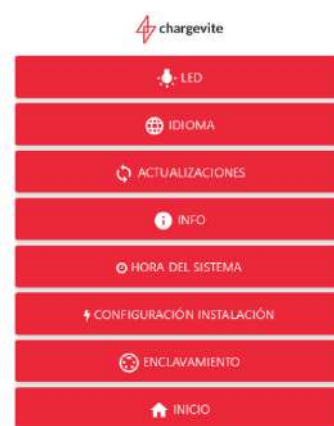 chargevite
LED
IDIOMA
ACTUALIZACIONES
INFO
HORA DEL SISTEMA
CONFIGURACIÓN INSTALACIÓN
ENCLAVAMIENTO
INICIO